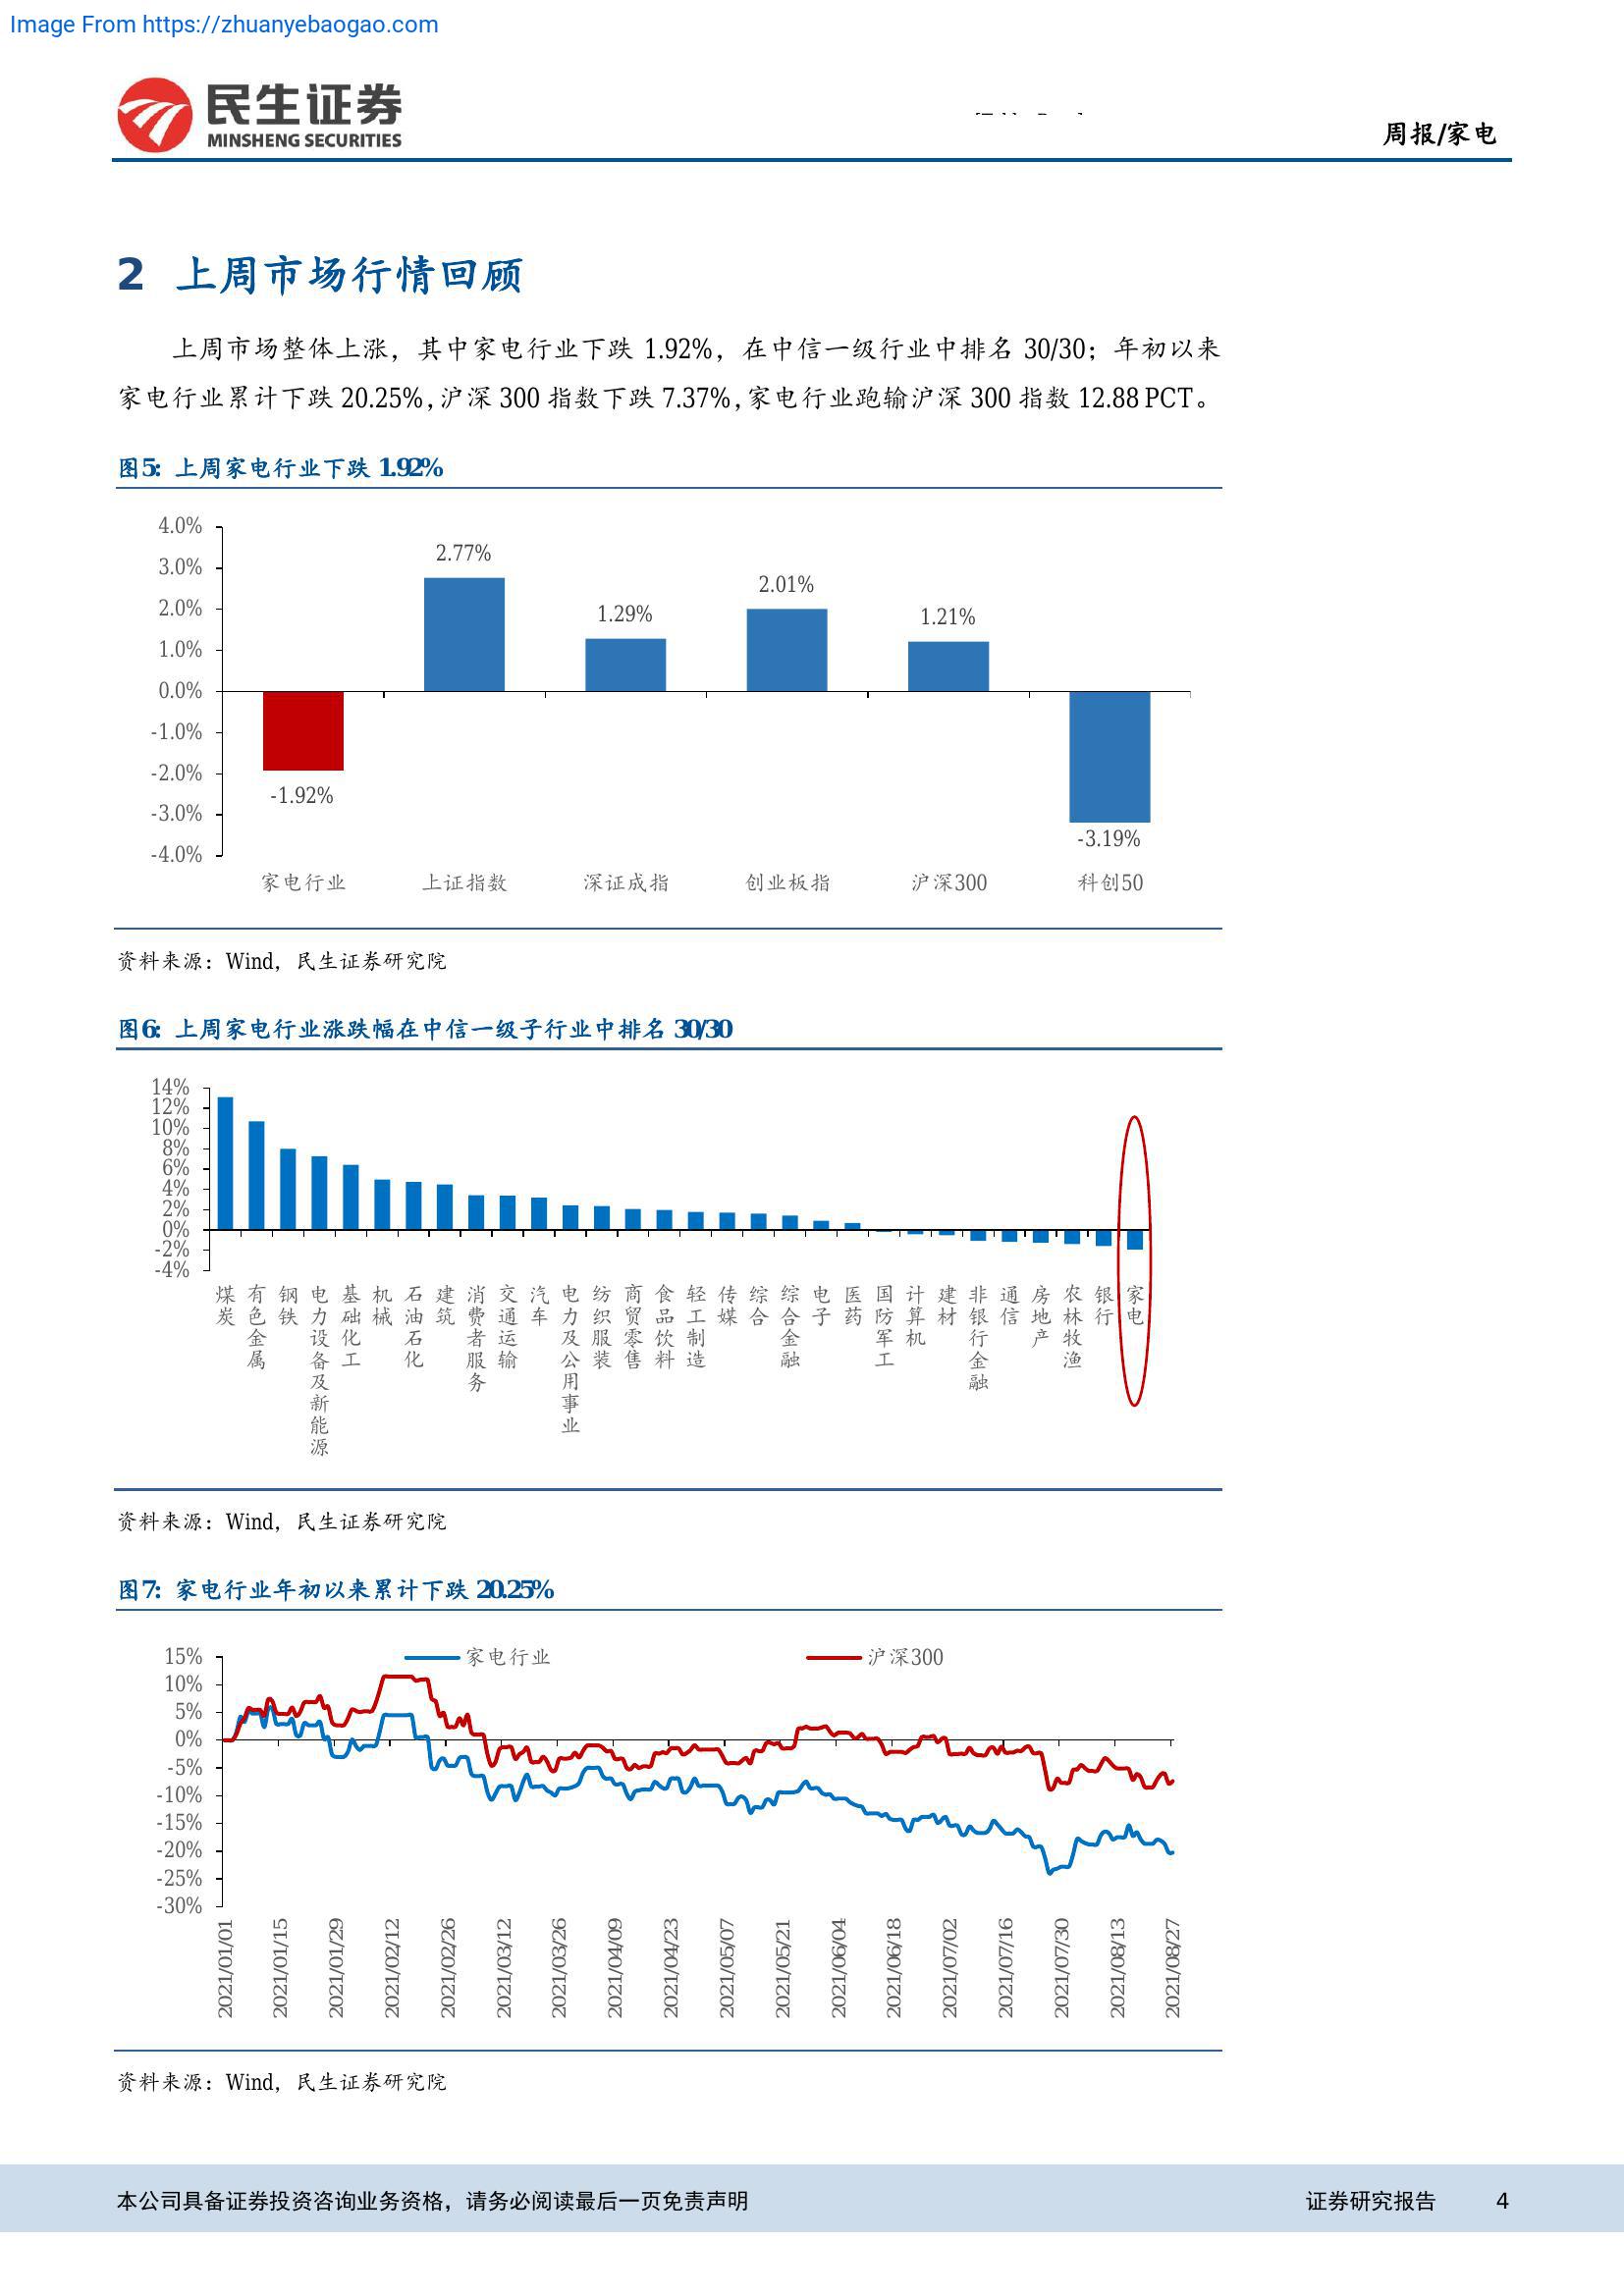 Image From https://zhuanyebaogao.com
民生证券
MINSHENG SECURITIES
周报/家电
2 上周市场行情回顾
上周市场整体上涨，其中家电行业下跌 1.92%，在中信一级行业中排名 30/30；年初以来
家电行业累计下跌 20.25%，沪深 300 指数下跌 7.37%，家电行业跑输沪深 300 指数 12.88 PCT。
图5：上周家电行业下跌 1.92%
4.0%
3.0%
2.0%
1.0%
0.0%
-1.0%
-2.0%
-3.0%
-4.0%
-1.92%
2.77%
1.29%
2.01%
1.21%
-3.19%
家电行业 上证指数 深证成指 创业板指 沪深300 科创50
资料来源：Wind，民生证券研究院
图6：上周家电行业涨跌幅在中信一级子行业中排名 30/30
14%
12%
10%
8%
6%
4%
2%
0%
-2%
-4%
煤炭
有色金属
钢铁
电力设备及新能源
基础化工
机械
石油石化
建筑
消费者服务
交通运输
汽车
电力及公用事业
纺织服装
商贸零售
食品饮料
轻工制造
传媒
综合
综合金融
电子
医药
国防军工
计算机
建材
非银行金融
通信
房地产
农林牧渔
银行
家电
资料来源：Wind，民生证券研究院
图7：家电行业年初以来累计下跌 20.25%
家电行业 沪深300
15%
10%
5%
0%
-5%
-10%
-15%
-20%
-25%
-30%
2021/01/01
2021/01/15
2021/01/29
2021/02/12
2021/02/26
2021/03/12
2021/03/26
2021/04/09
2021/04/23
2021/05/07
2021/05/21
2021/06/04
2021/06/18
2021/07/02
2021/07/16
2021/07/30
2021/08/13
2021/08/27
资料来源：Wind，民生证券研究院
本公司具备证券投资咨询业务资格，请务必阅读最后一页免责声明 证券研究报告 4